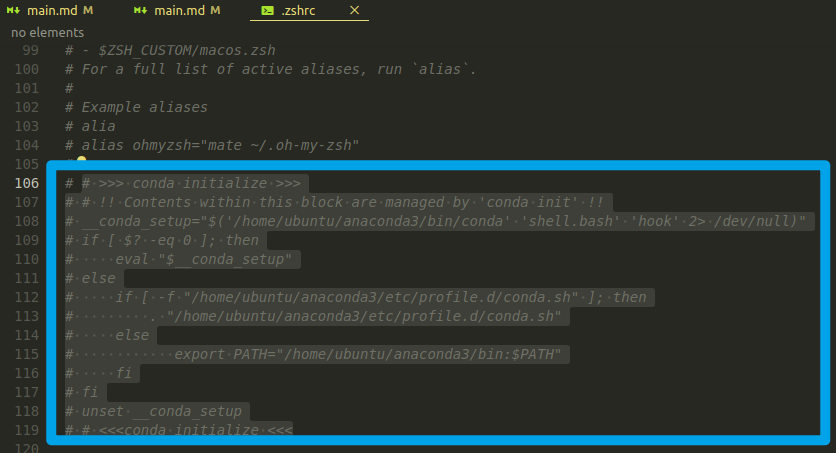 main.md M main.md M .zshrc
no elements
99 # - $ZSH_CUSTOM/macos.zsh
100 # For a full list of active aliases, run `alias`.
101 #
102 # Example aliases
103 # alia
104 # alias ohmyzsh="mate ~/.oh-my-zsh"
105 #
106 # # >>> conda initialize >>>
107 # # !! Contents within this block are managed by 'conda init' !!
108 # __conda_setup="$('/home/ubuntu/anaconda3/bin/conda' 'shell.bash' 'hook' 2> /dev/null)"
109 # if [ $? -eq 0 ]; then
110 #     eval "$__conda_setup"
111 # else
112 #     if [ -f "/home/ubuntu/anaconda3/etc/profile.d/conda.sh" ]; then
113 #         . "/home/ubuntu/anaconda3/etc/profile.d/conda.sh"
114 #     else
115 #            export PATH="/home/ubuntu/anaconda3/bin:$PATH"
116 #     fi
117 # fi
118 # unset __conda_setup
119 # # <<<conda initialize <<<
120